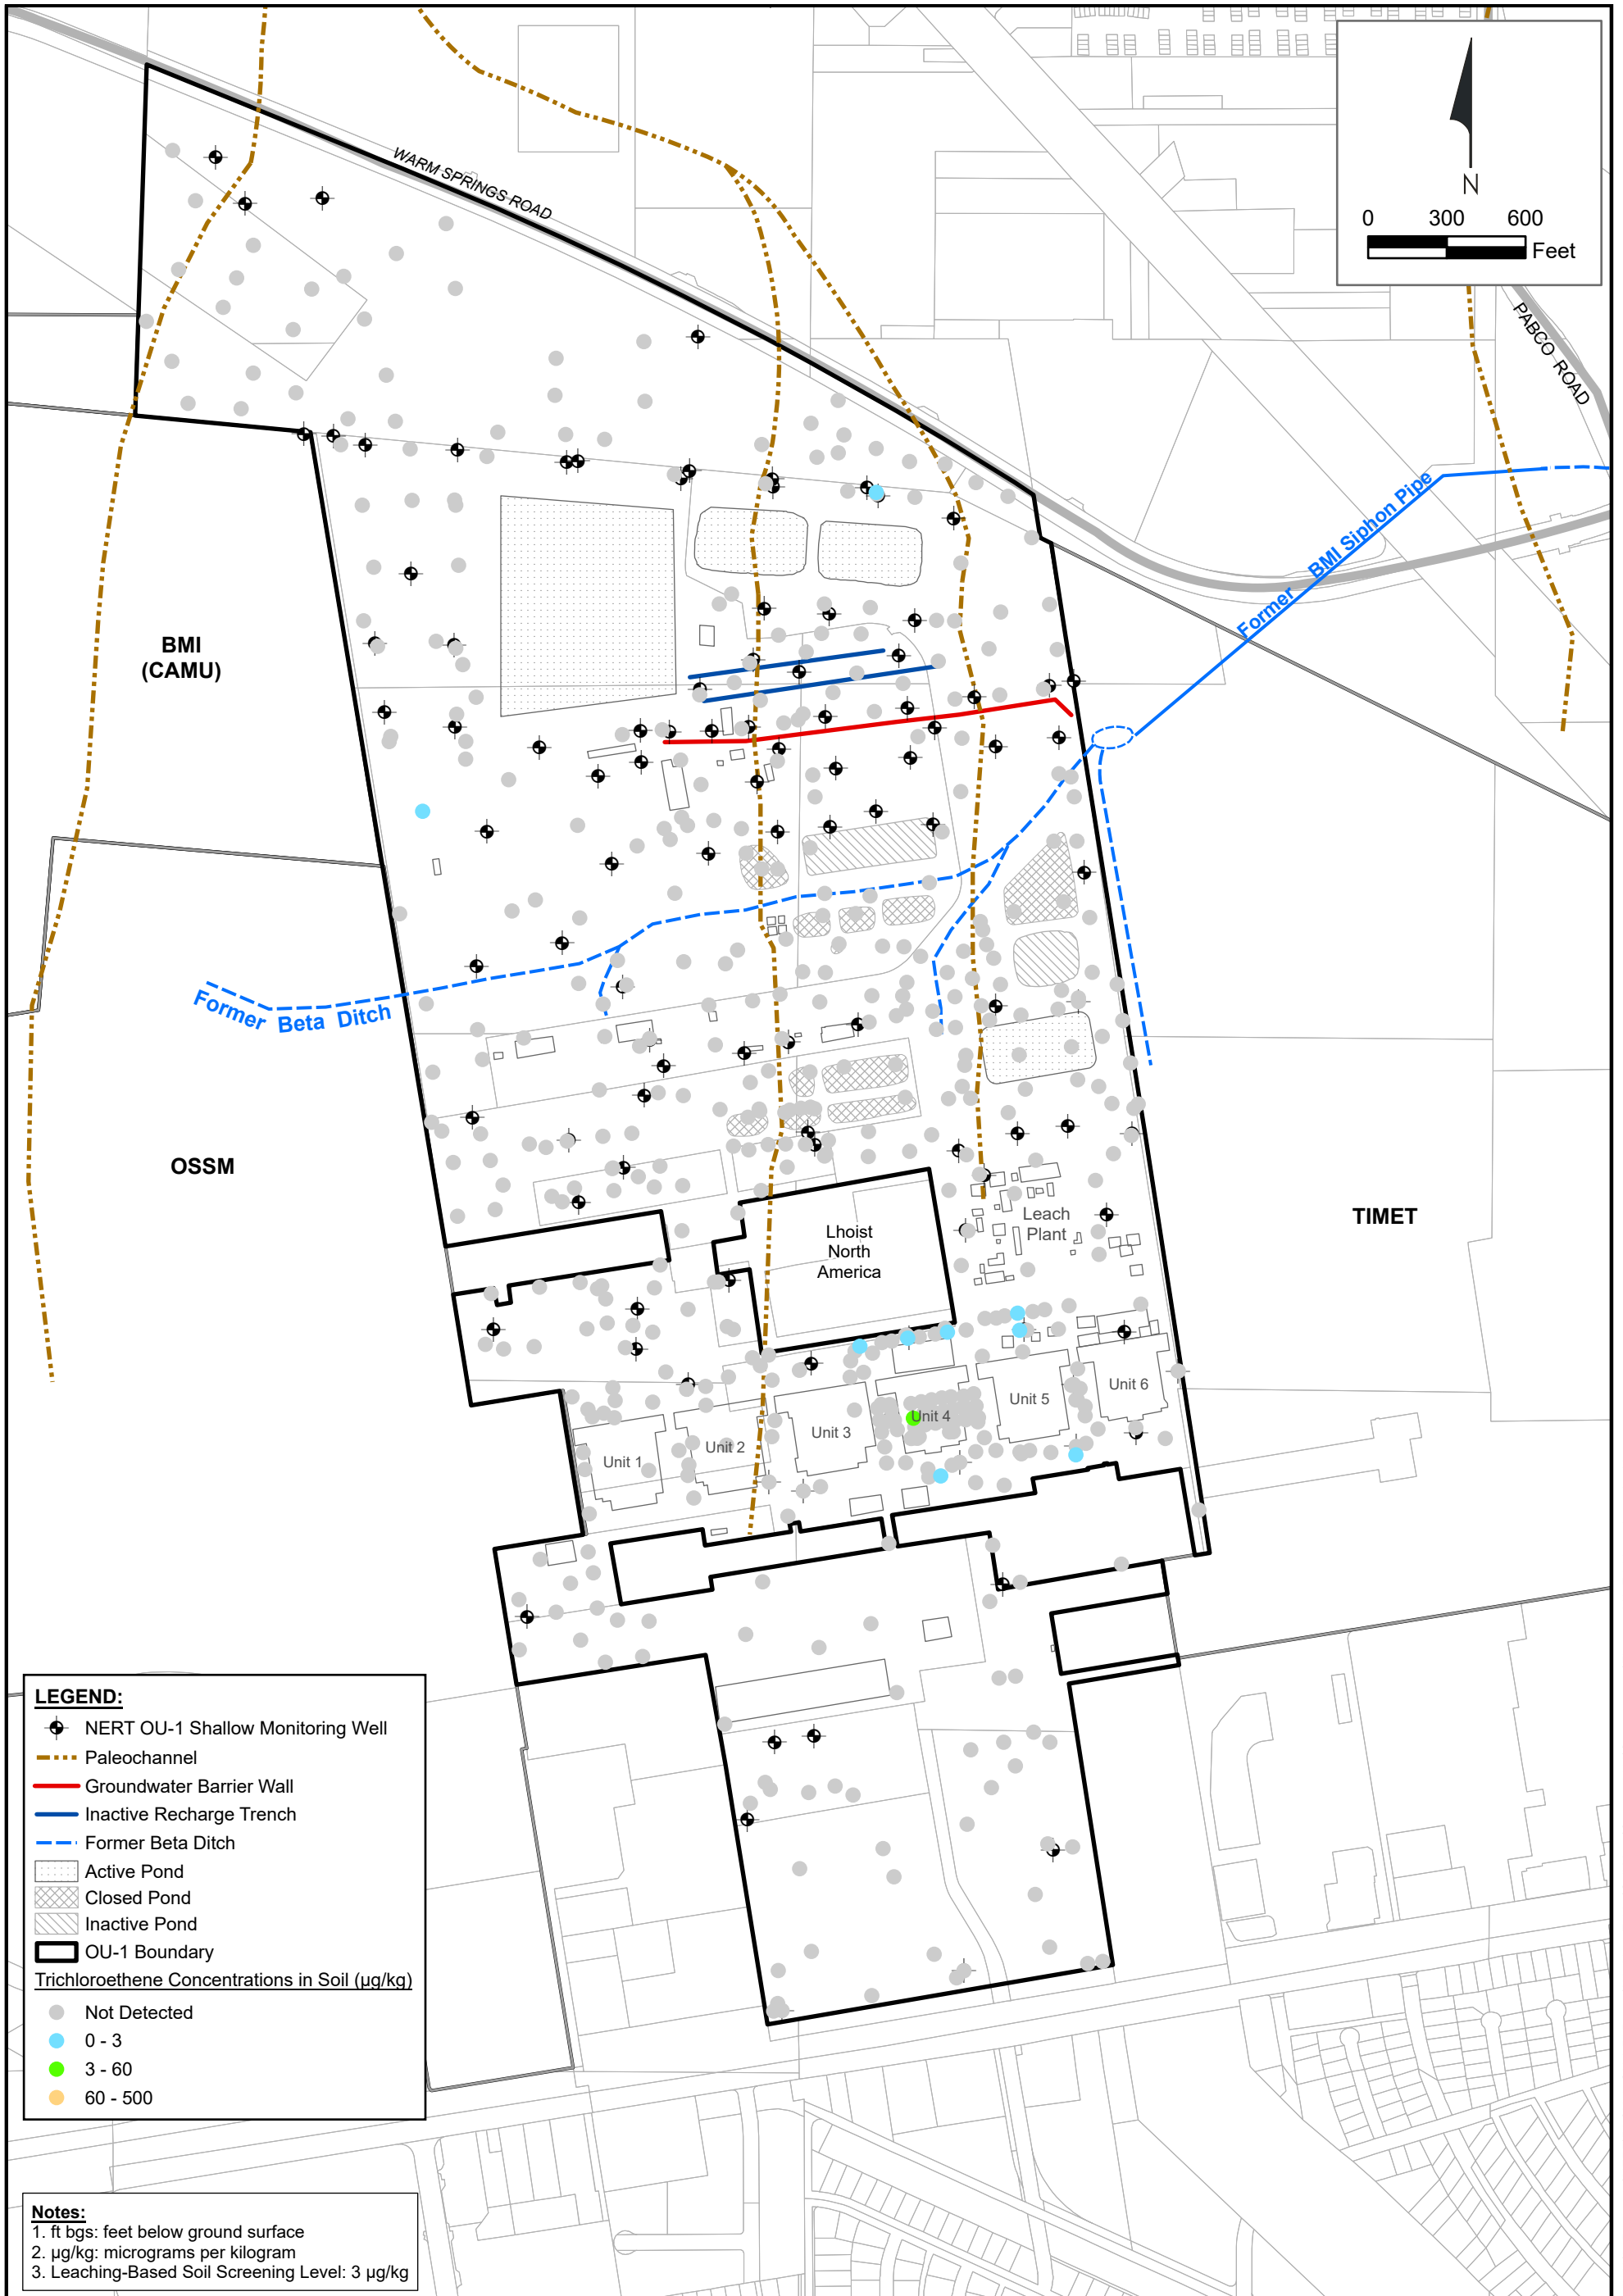 WARM SPRINGS ROAD
N
0 300 600
Feet
PABCO ROAD
Former BMI Siphon Pipe
BMI
(CAMU)
Former Beta Ditch
OSSM
TIMET
Lhoist
North
America
Leach
Plant
Unit 1
Unit 2
Unit 3
Unit 4
Unit 5
Unit 6
LEGEND:
NERT OU-1 Shallow Monitoring Well
Paleochannel
Groundwater Barrier Wall
Inactive Recharge Trench
Former Beta Ditch
Active Pond
Closed Pond
Inactive Pond
OU-1 Boundary
Trichloroethene Concentrations in Soil (µg/kg)
Not Detected
0 - 3
3 - 60
60 - 500
Notes:
1. ft bgs: feet below ground surface
2. µg/kg: micrograms per kilogram
3. Leaching-Based Soil Screening Level: 3 µg/kg